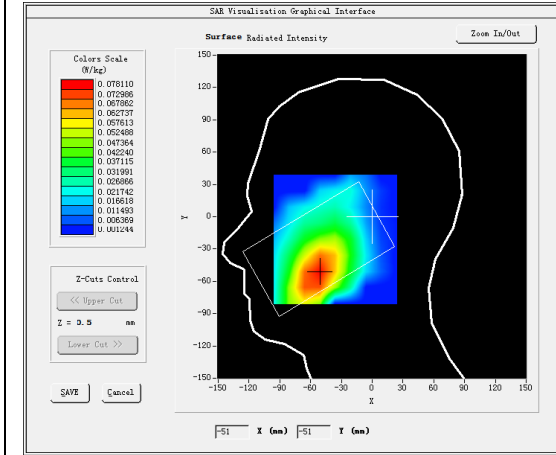 SAR Visualisation Graphical Interface
Surface Radiated Intensity
Zoom In/Out
Colors Scale
(W/kg)
0.078110
0.072986
0.067862
0.062737
0.057613
0.052488
0.047364
0.042240
0.037115
0.031991
0.026866
0.021742
0.016618
0.011493
0.006369
0.001244
150
120
90
60
30
0
-30
-60
-90
-120
-150
Y
-150 -120 -90 -60 -30 0 30 60 90 120 150
X
Z-Cuts Control
<< Upper Cut
Z = 0.5 mm
Lower Cut >>
SAVE Cancel
-51 X (mm) -51 Y (mm)